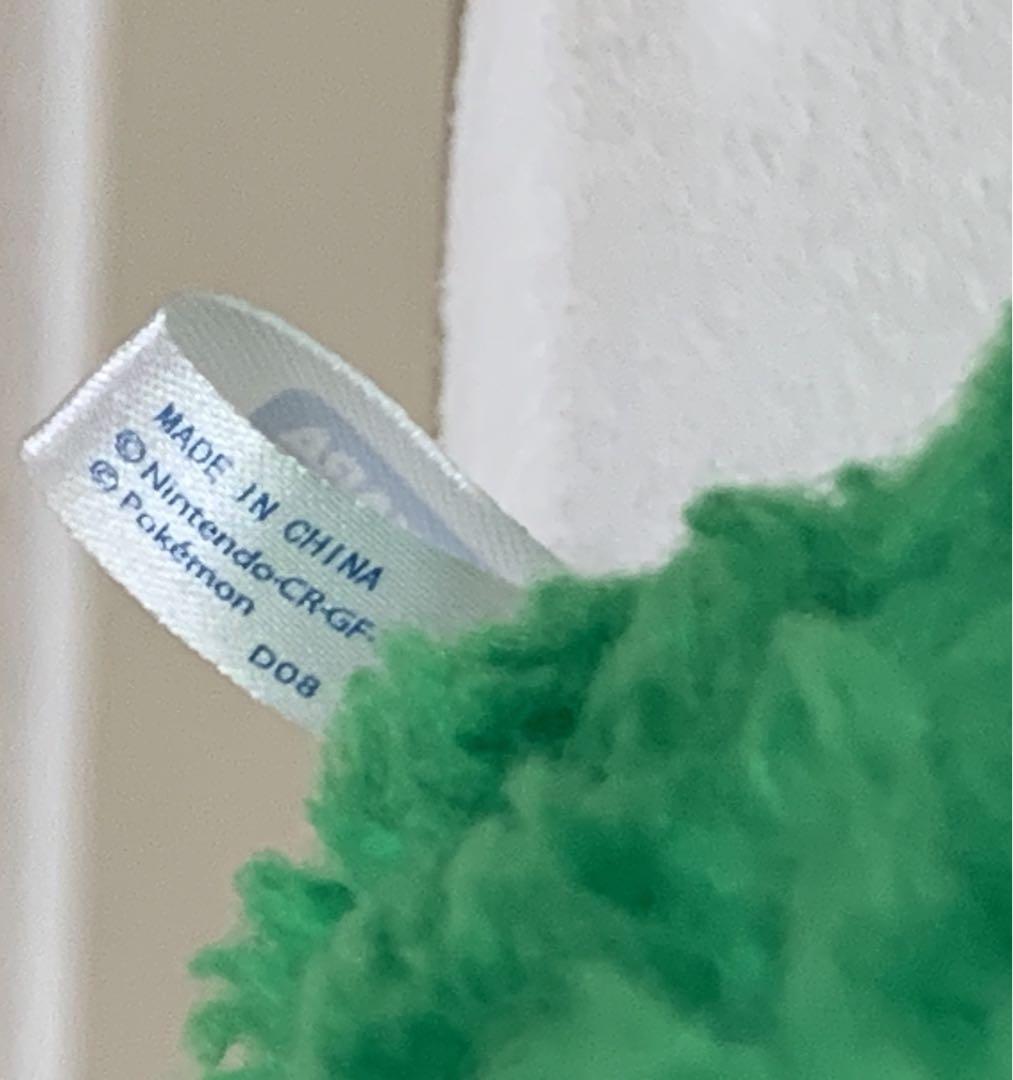 MADE IN CHINA
©Nintendo·CR·GF·
©Pokémon
D08